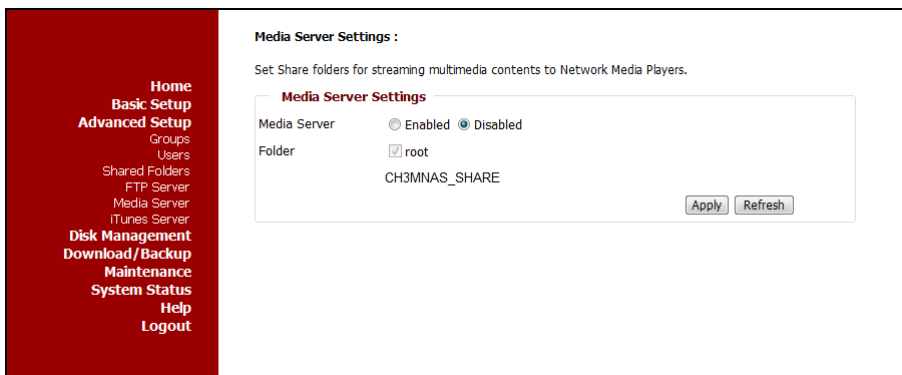 Home
Basic Setup
Advanced Setup
Groups
Users
Shared Folders
FTP Server
Media Server
iTunes Server
Disk Management
Download/Backup
Maintenance
System Status
Help
Logout
Media Server Settings :
Set Share folders for streaming multimedia contents to Network Media Players.
Media Server Settings
Media Server Enabled Disabled
Folder root
CH3MNAS_SHARE
Apply Refresh